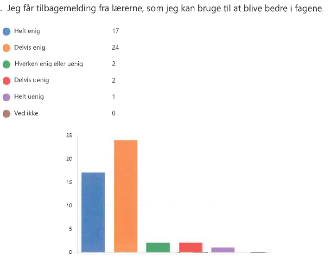 . Jeg får tilbagemelding fra lærerne, som jeg kan bruge til at blive bedre i fagene.
Helt enig 17
Delvis enig 24
Hverken enig eller uenig 2
Delvis uenig 2
Helt uenig 1
Ved ikke 0
25
20
15
10
5
0